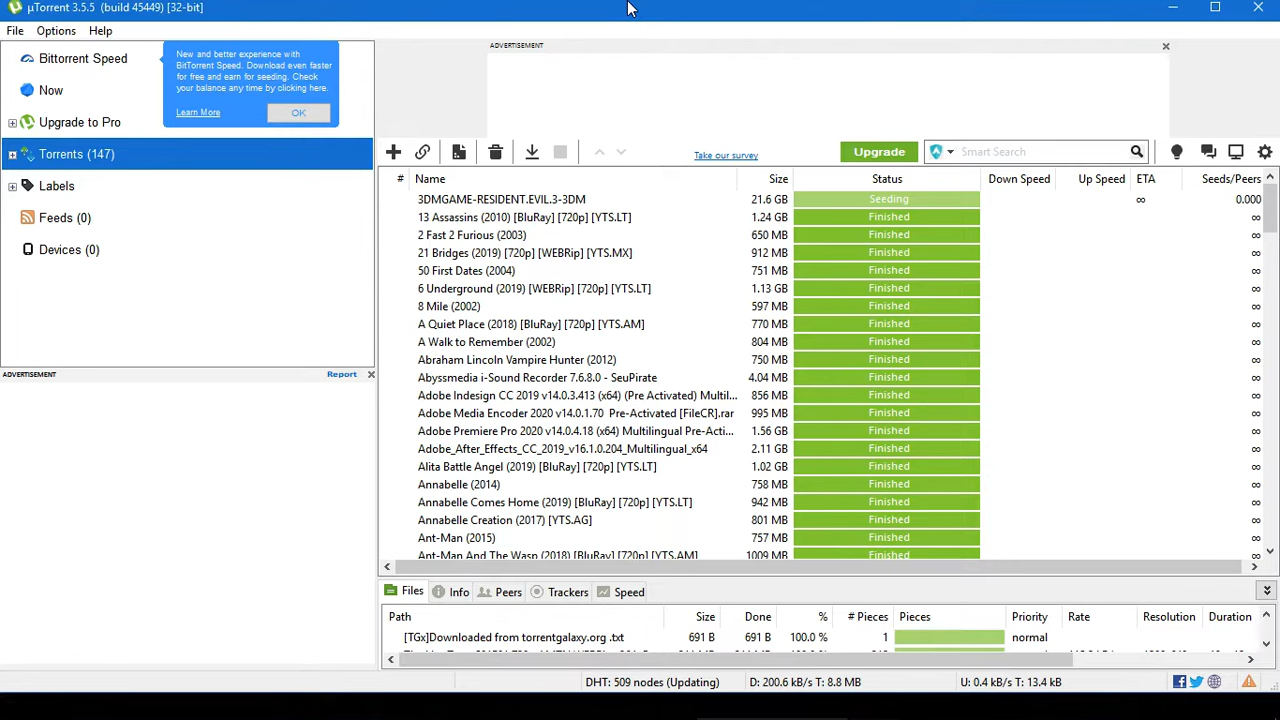 µTorrent 3.5.5 (build 45449) [32-bit]
File Options Help
Bittorrent Speed
New and better experience with
BitTorrent Speed. Download even faster
for free and earn for seeding. Check
your balance any time by clicking here.
Learn More OK
Now
Upgrade to Pro
Torrents (147)
Labels
Feeds (0)
Devices (0)
ADVERTISEMENT Report
ADVERTISEMENT
Take our survey Upgrade Smart Search
# Name Size Status Down Speed Up Speed ETA Seeds/Peers
3DMGAME-RESIDENT.EVIL.3-3DM 21.6 GB Seeding ∞ 0.000
13 Assassins (2010) [BluRay] [720p] [YTS.LT] 1.24 GB Finished ∞
2 Fast 2 Furious (2003) 650 MB Finished ∞
21 Bridges (2019) [720p] [WEBRip] [YTS.MX] 912 MB Finished ∞
50 First Dates (2004) 751 MB Finished ∞
6 Underground (2019) [WEBRip] [720p] [YTS.LT] 1.13 GB Finished ∞
8 Mile (2002) 597 MB Finished ∞
A Quiet Place (2018) [BluRay] [720p] [YTS.AM] 770 MB Finished ∞
A Walk to Remember (2002) 804 MB Finished ∞
Abraham Lincoln Vampire Hunter (2012) 750 MB Finished ∞
Abyssmedia i-Sound Recorder 7.6.8.0 - SeuPirate 4.04 MB Finished ∞
Adobe Indesign CC 2019 v14.0.3.413 (x64) (Pre Activated) Multil... 856 MB Finished ∞
Adobe Media Encoder 2020 v14.0.1.70 Pre-Activated [FileCR].rar 995 MB Finished ∞
Adobe Premiere Pro 2020 v14.0.4.18 (x64) Multilingual Pre-Acti... 1.56 GB Finished ∞
Adobe_After_Effects_CC_2019_v16.1.0.204_Multilingual_x64 2.11 GB Finished ∞
Alita Battle Angel (2019) [BluRay] [720p] [YTS.LT] 1.02 GB Finished ∞
Annabelle (2014) 758 MB Finished ∞
Annabelle Comes Home (2019) [BluRay] [720p] [YTS.LT] 942 MB Finished ∞
Annabelle Creation (2017) [YTS.AG] 801 MB Finished ∞
Ant-Man (2015) 757 MB Finished ∞
Ant-Man And The Wasp (2018) [BluRay] [720p] [YTS.AM] 1009 MB Finished ∞
Files Info Peers Trackers Speed
Path Size Done % # Pieces Pieces Priority Rate Resolution Duration
[TGx]Downloaded from torrentgalaxy.org .txt 691 B 691 B 100.0 % 1 normal
DHT: 509 nodes (Updating) D: 200.6 kB/s T: 8.8 MB U: 0.4 kB/s T: 13.4 kB